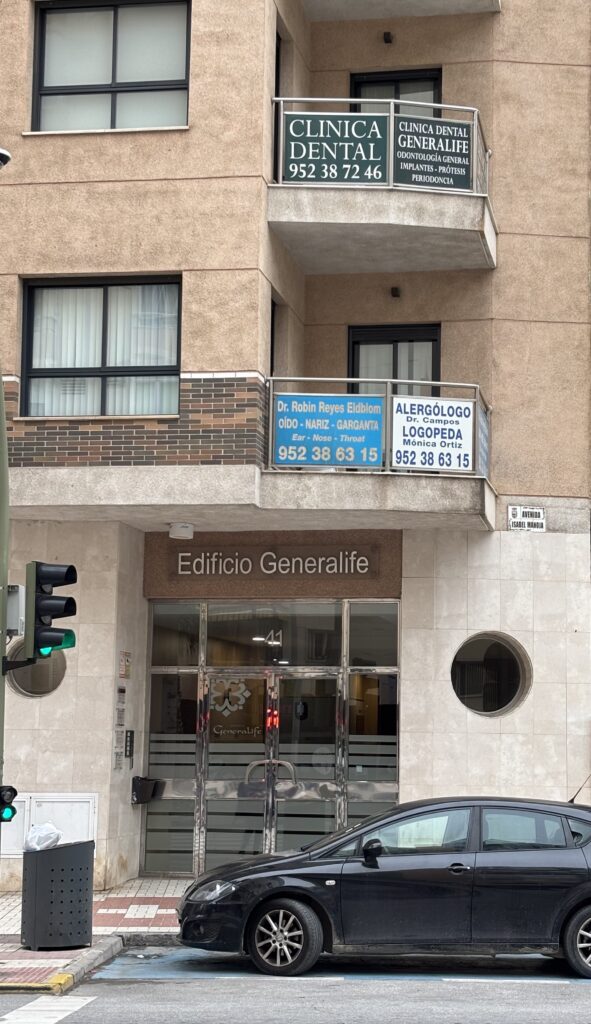 CLINICA
DENTAL
952 38 72 46
CLINICA DENTAL
GENERALIFE
ODONTOLOGÍA GENERAL
IMPLANTES - PRÓTESIS
PERIODONCIA
Dr. Robin Reyes Eldblom
OÍDO - NARIZ - GARGANTA
Ear - Nose - Throat
952 38 63 15
ALERGÓLOGO
Dr. Campos
LOGOPEDA
Mónica Ortiz
952 38 63 15
AVENIDA
ISABEL MANOJA
Edificio Generalife
41
Generalife